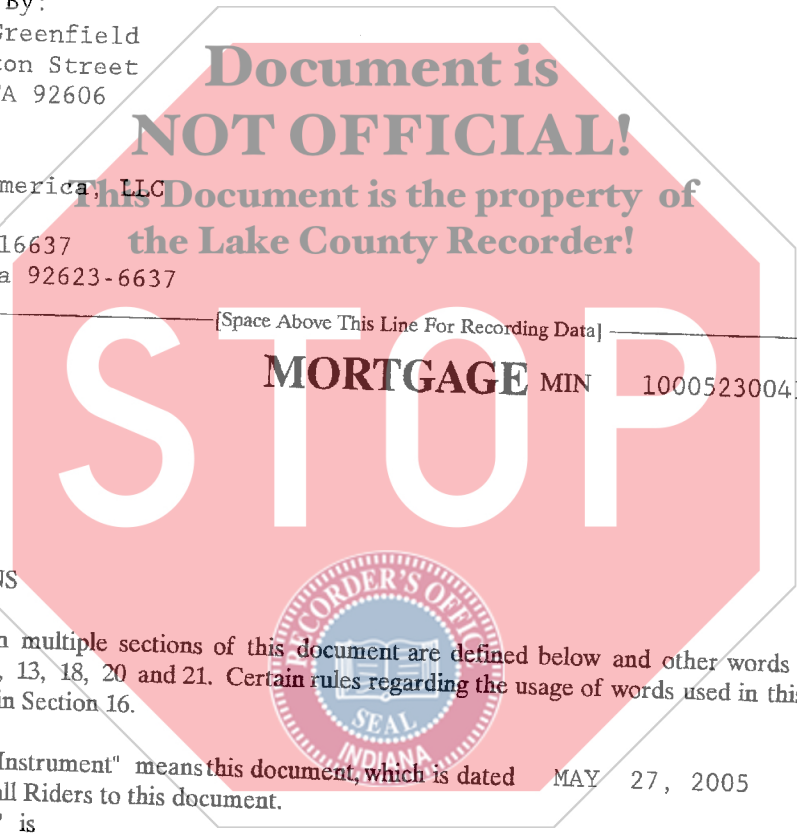 By:
Greenfield
ton Street
A 92606
Document is
NOT OFFICIAL!
merica, LLC
This Document is the property of
16637
the Lake County Recorder!
a 92623-6637
[Space Above This Line For Recording Data]
MORTGAGE MIN 1000523004
STOP
NS
RECORDER'S OFFICE
n multiple sections of this document are defined below and other words
, 13, 18, 20 and 21. Certain rules regarding the usage of words used in this
in Section 16.
SEAL
INDIANA
Instrument" means this document, which is dated MAY 27, 2005
all Riders to this document.
" is